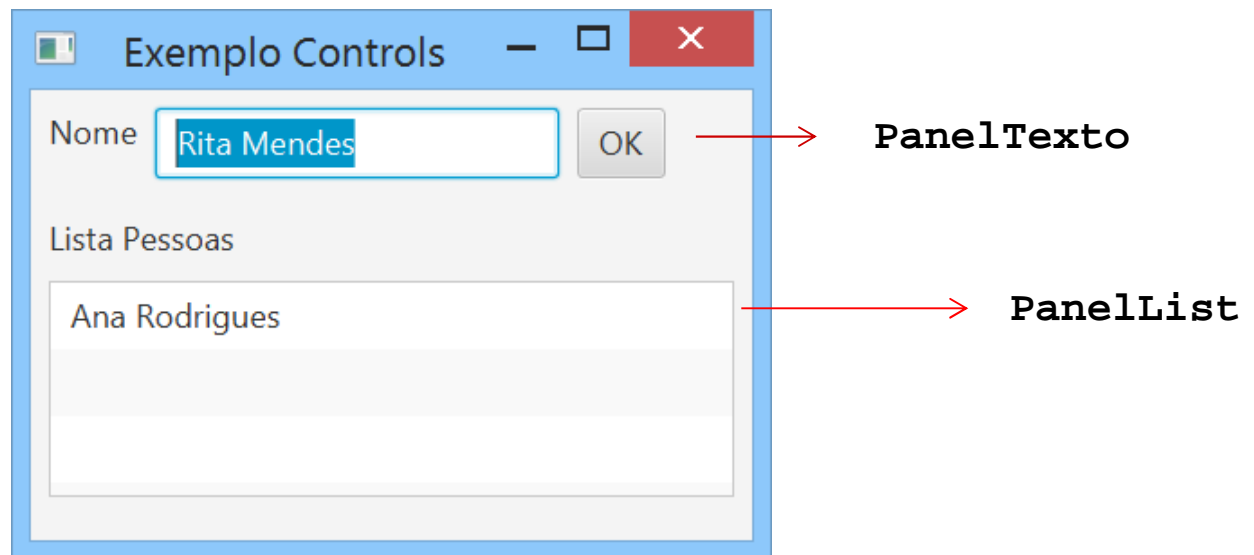 Exemplo Controls
Nome Rita Mendes OK PanelTexto
Lista Pessoas
Ana Rodrigues PanelList